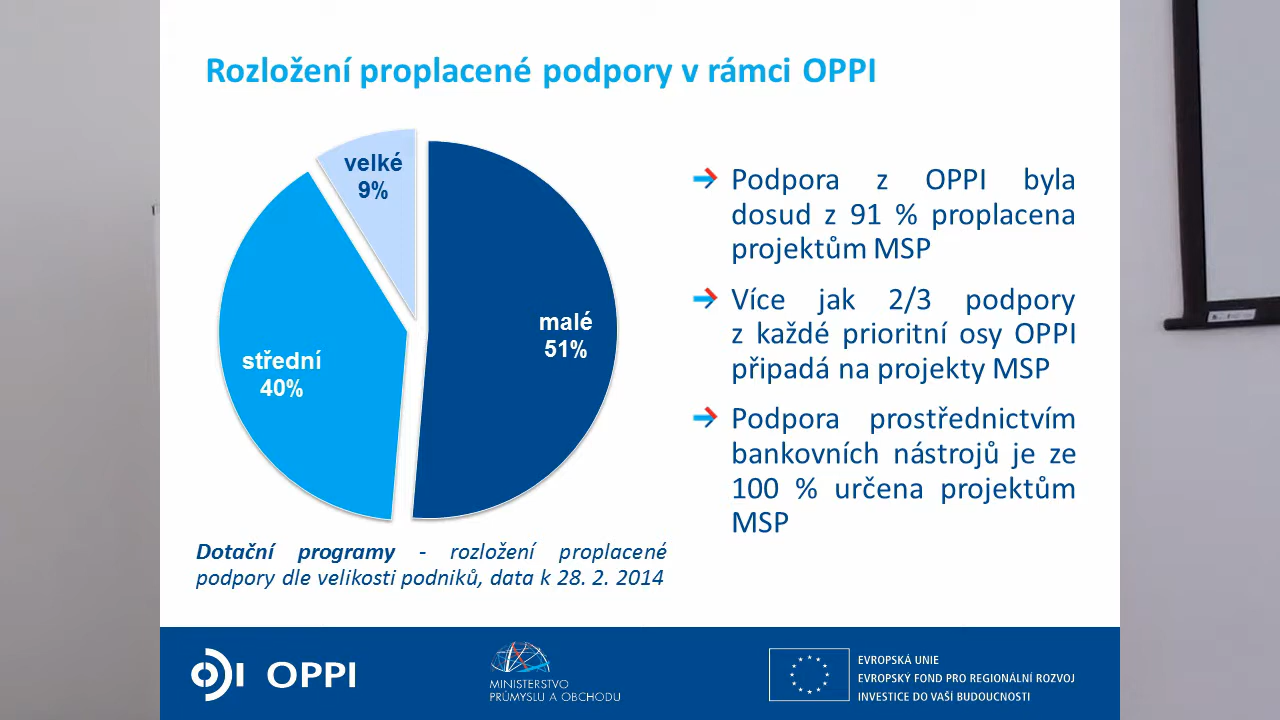 Rozložení proplacené podpory v rámci OPPI
velké
9%
malé
51%
střední
40%
Dotační programy - rozložení proplacené
podpory dle velikosti podniků, data k 28. 2. 2014
Podpora z OPPI byla
dosud z 91 % proplacena
projektům MSP
Více jak 2/3 podpory
z každé prioritní osy OPPI
připadá na projekty MSP
Podpora prostřednictvím
bankovních nástrojů je ze
100 % určena projektům
MSP
OPPI
MINISTERSTVO
PRŮMYSLU A OBCHODU
EVROPSKÁ UNIE
EVROPSKÝ FOND PRO REGIONÁLNÍ ROZVOJ
INVESTICE DO VAŠÍ BUDOUCNOSTI